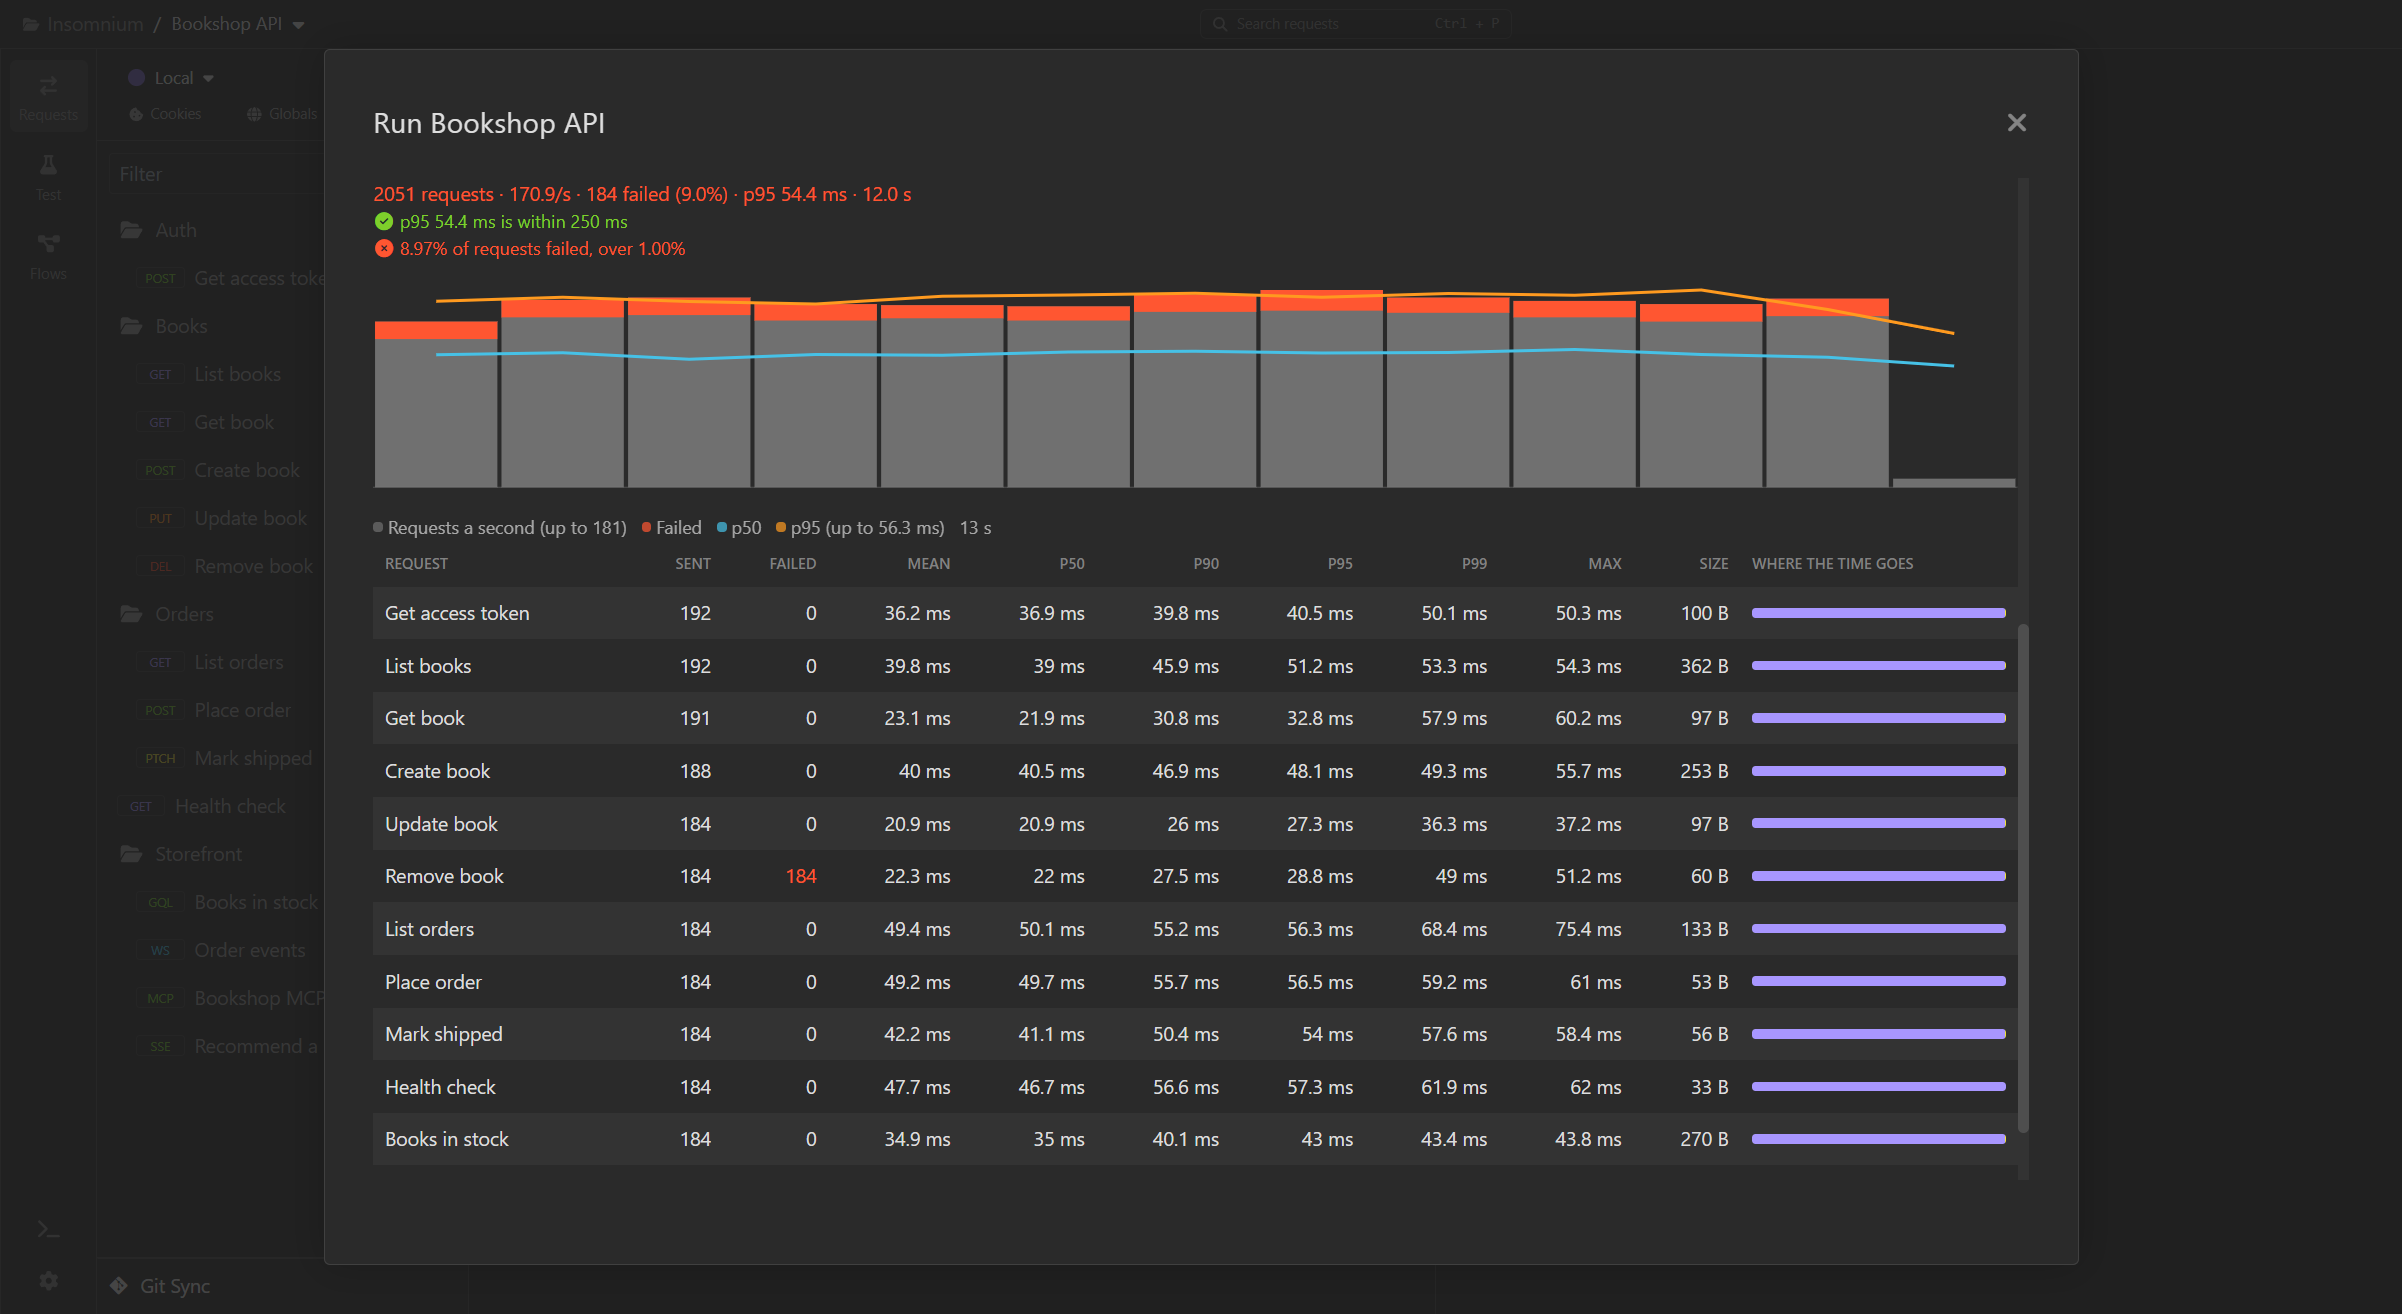 Insomnium / Bookshop API
Search requests Ctrl + P
Requests
Test
Flows
Local
Cookies Globals
Filter
Auth
POST Get access toke
Books
GET List books
GET Get book
POST Create book
PUT Update book
DEL Remove book
Orders
GET List orders
POST Place order
PTCH Mark shipped
GET Health check
Storefront
GQL Books in stock
WS Order events
MCP Bookshop MCP
SSE Recommend a
Git Sync
Run Bookshop API
2051 requests · 170.9/s · 184 failed (9.0%) · p95 54.4 ms · 12.0 s
p95 54.4 ms is within 250 ms
8.97% of requests failed, over 1.00%
Requests a second (up to 181) Failed p50 p95 (up to 56.3 ms) 13 s
REQUEST SENT FAILED MEAN P50 P90 P95 P99 MAX SIZE WHERE THE TIME GOES
Get access token 192 0 36.2 ms 36.9 ms 39.8 ms 40.5 ms 50.1 ms 50.3 ms 100 B
List books 192 0 39.8 ms 39 ms 45.9 ms 51.2 ms 53.3 ms 54.3 ms 362 B
Get book 191 0 23.1 ms 21.9 ms 30.8 ms 32.8 ms 57.9 ms 60.2 ms 97 B
Create book 188 0 40 ms 40.5 ms 46.9 ms 48.1 ms 49.3 ms 55.7 ms 253 B
Update book 184 0 20.9 ms 20.9 ms 26 ms 27.3 ms 36.3 ms 37.2 ms 97 B
Remove book 184 184 22.3 ms 22 ms 27.5 ms 28.8 ms 49 ms 51.2 ms 60 B
List orders 184 0 49.4 ms 50.1 ms 55.2 ms 56.3 ms 68.4 ms 75.4 ms 133 B
Place order 184 0 49.2 ms 49.7 ms 55.7 ms 56.5 ms 59.2 ms 61 ms 53 B
Mark shipped 184 0 42.2 ms 41.1 ms 50.4 ms 54 ms 57.6 ms 58.4 ms 56 B
Health check 184 0 47.7 ms 46.7 ms 56.6 ms 57.3 ms 61.9 ms 62 ms 33 B
Books in stock 184 0 34.9 ms 35 ms 40.1 ms 43 ms 43.4 ms 43.8 ms 270 B